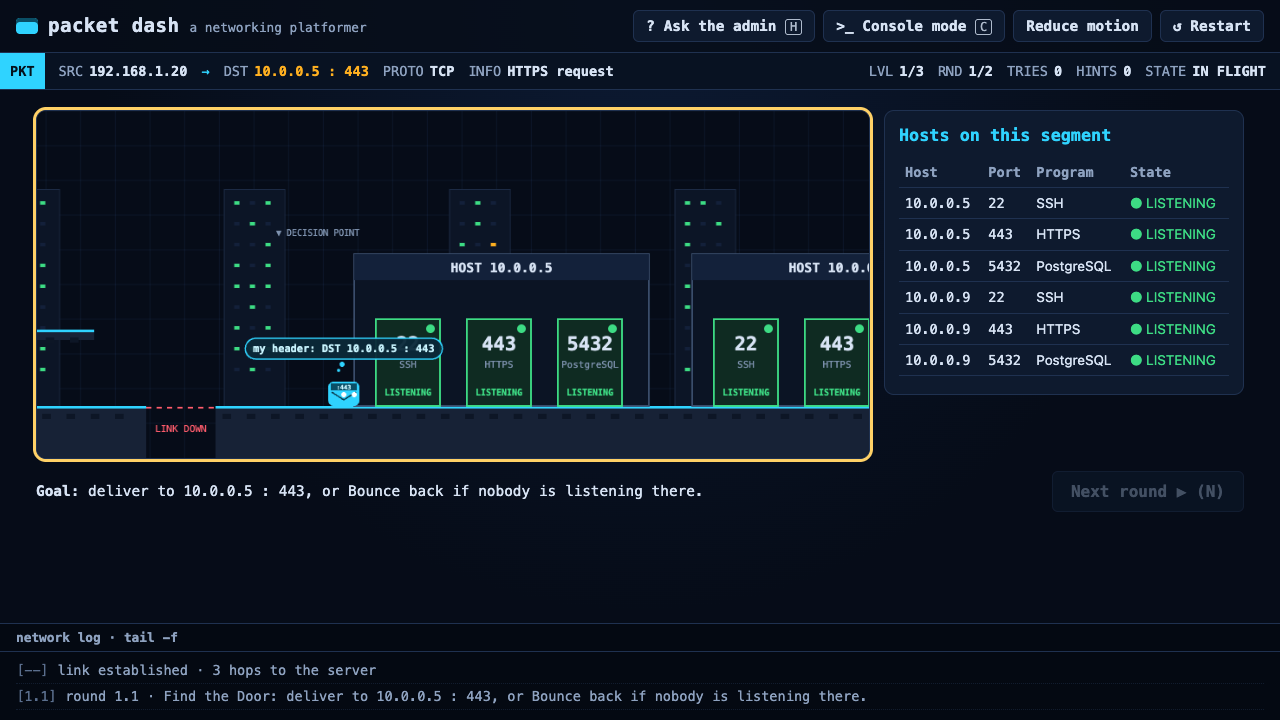 packet dash a networking platformer
? Ask the admin H
>_ Console mode C
Reduce motion
↺ Restart
PKT SRC 192.168.1.20 → DST 10.0.0.5 : 443 PROTO TCP INFO HTTPS request
LVL 1/3 RND 1/2 TRIES 0 HINTS 0 STATE IN FLIGHT
▼ DECISION POINT
HOST 10.0.0.5
HOST 10.0.
my header: DST 10.0.0.5 : 443
SSH
LISTENING
443
HTTPS
LISTENING
5432
PostgreSQL
LISTENING
22
SSH
LISTENING
443
HTTPS
LISTENING
:443
LINK DOWN
Hosts on this segment
Host Port Program State
10.0.0.5 22 SSH LISTENING
10.0.0.5 443 HTTPS LISTENING
10.0.0.5 5432 PostgreSQL LISTENING
10.0.0.9 22 SSH LISTENING
10.0.0.9 443 HTTPS LISTENING
10.0.0.9 5432 PostgreSQL LISTENING
Goal: deliver to 10.0.0.5 : 443, or Bounce back if nobody is listening there.
Next round ▶ (N)
network log · tail -f
[--] link established · 3 hops to the server
[1.1] round 1.1 · Find the Door: deliver to 10.0.0.5 : 443, or Bounce back if nobody is listening there.